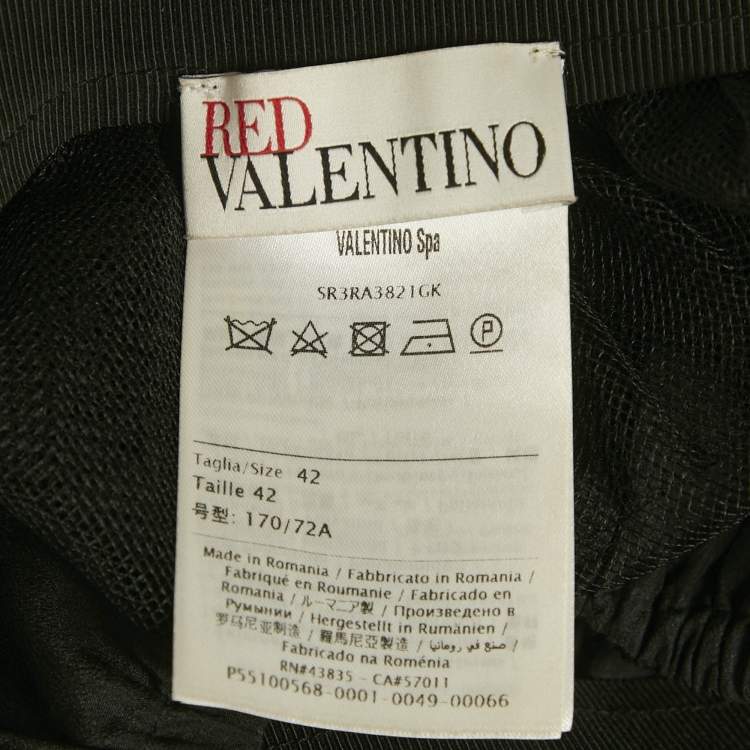 RED
VALENTINO
VALENTINO Spa
SR3RA3821GK
P
Taglia/Size 42
Taille 42
号型: 170/72A
Made in Romania / Fabbricato in Romania /
Fabriqué en Roumanie / Fabricado en
Romania / ルーマニア製 / Произведено в
Румынии / Hergestellt in Rumänien /
罗马尼亚制造 / 羅馬尼亞製造 / صنع في رومانيا /
Fabricado na Roménia
RN#43835 - CA#57011
P55100568-0001-0049-00066